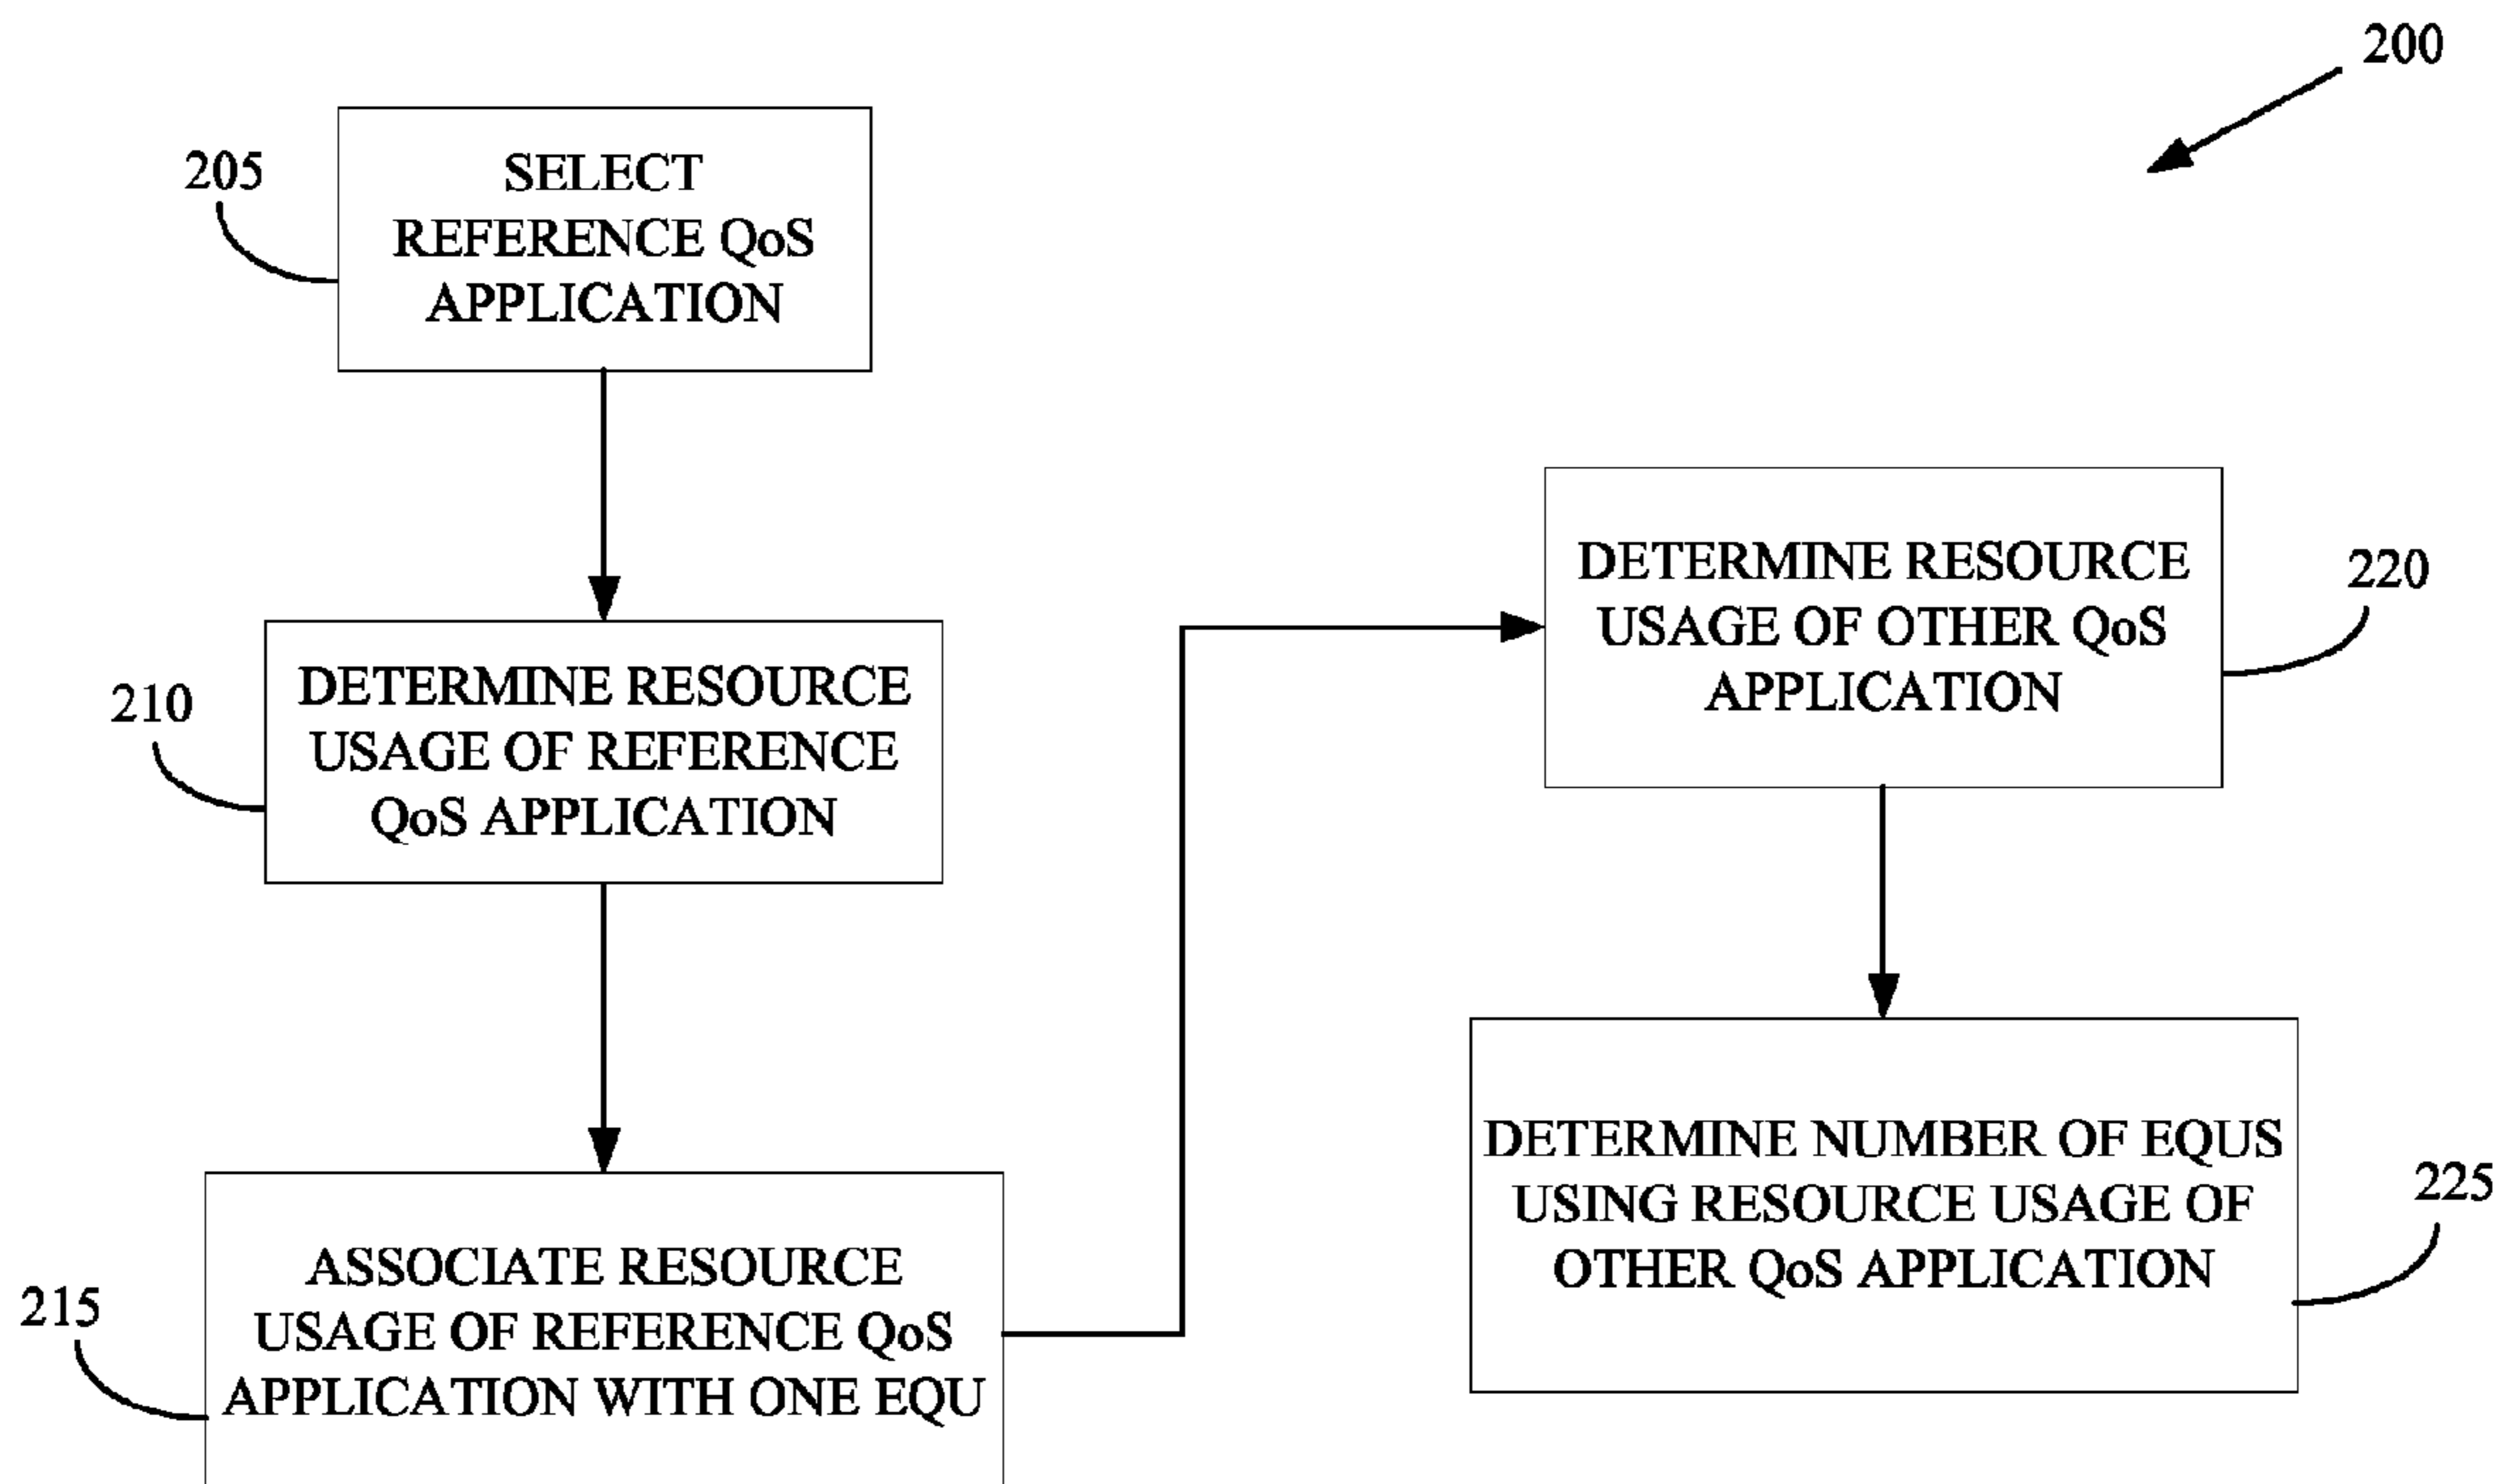 200
205
SELECT
REFERENCE QoS
APPLICATION
210
DETERMINE RESOURCE
USAGE OF REFERENCE
QoS APPLICATION
215
ASSOCIATE RESOURCE
USAGE OF REFERENCE QoS
APPLICATION WITH ONE EQU
220
DETERMINE RESOURCE
USAGE OF OTHER QoS
APPLICATION
225
DETERMINE NUMBER OF EQUS
USING RESOURCE USAGE OF
OTHER QoS APPLICATION